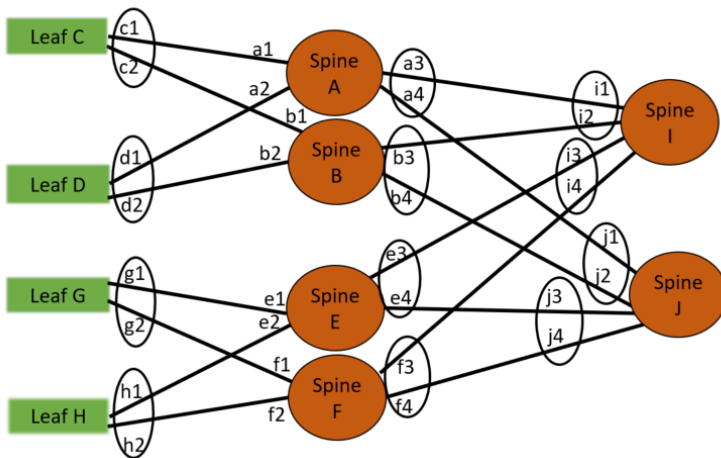 Leaf C
c1
c2
a1
a2
Spine
A
a3
a4
i1
i2
Spine
I
b1
b2
Spine
B
b3
b4
i3
i4
Leaf D
d1
d2
Leaf G
g1
g2
e1
e2
Spine
E
e3
e4
j1
j2
j3
j4
Spine
J
f1
f2
Spine
F
f3
f4
Leaf H
h1
h2